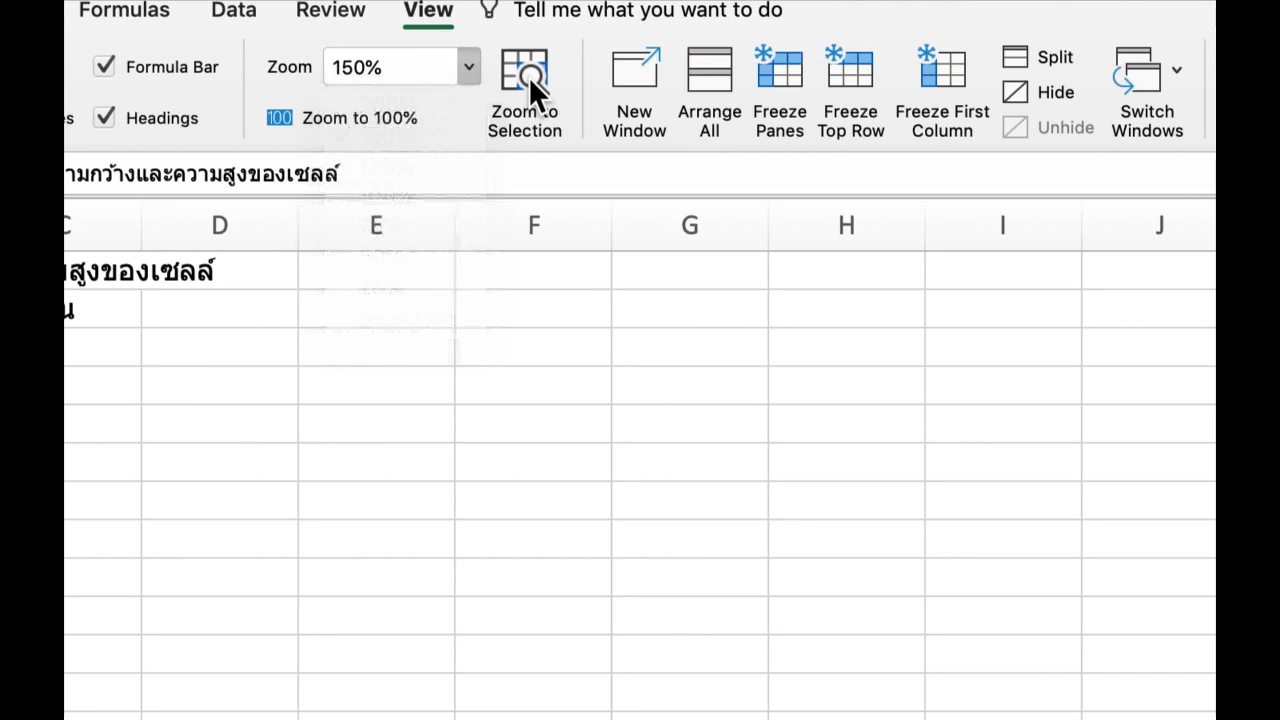 Formulas Data Review View Tell me what you want to do
Formula Bar Zoom 150% Split
Hide
Headings 100 Zoom to 100% Zoom to Selection New Window Arrange All Freeze Panes Freeze Top Row Freeze First Column Unhide Switch Windows
ความกว้างและความสูงของเซลล์
C D E F G H I J
สูงของเซลล์
น